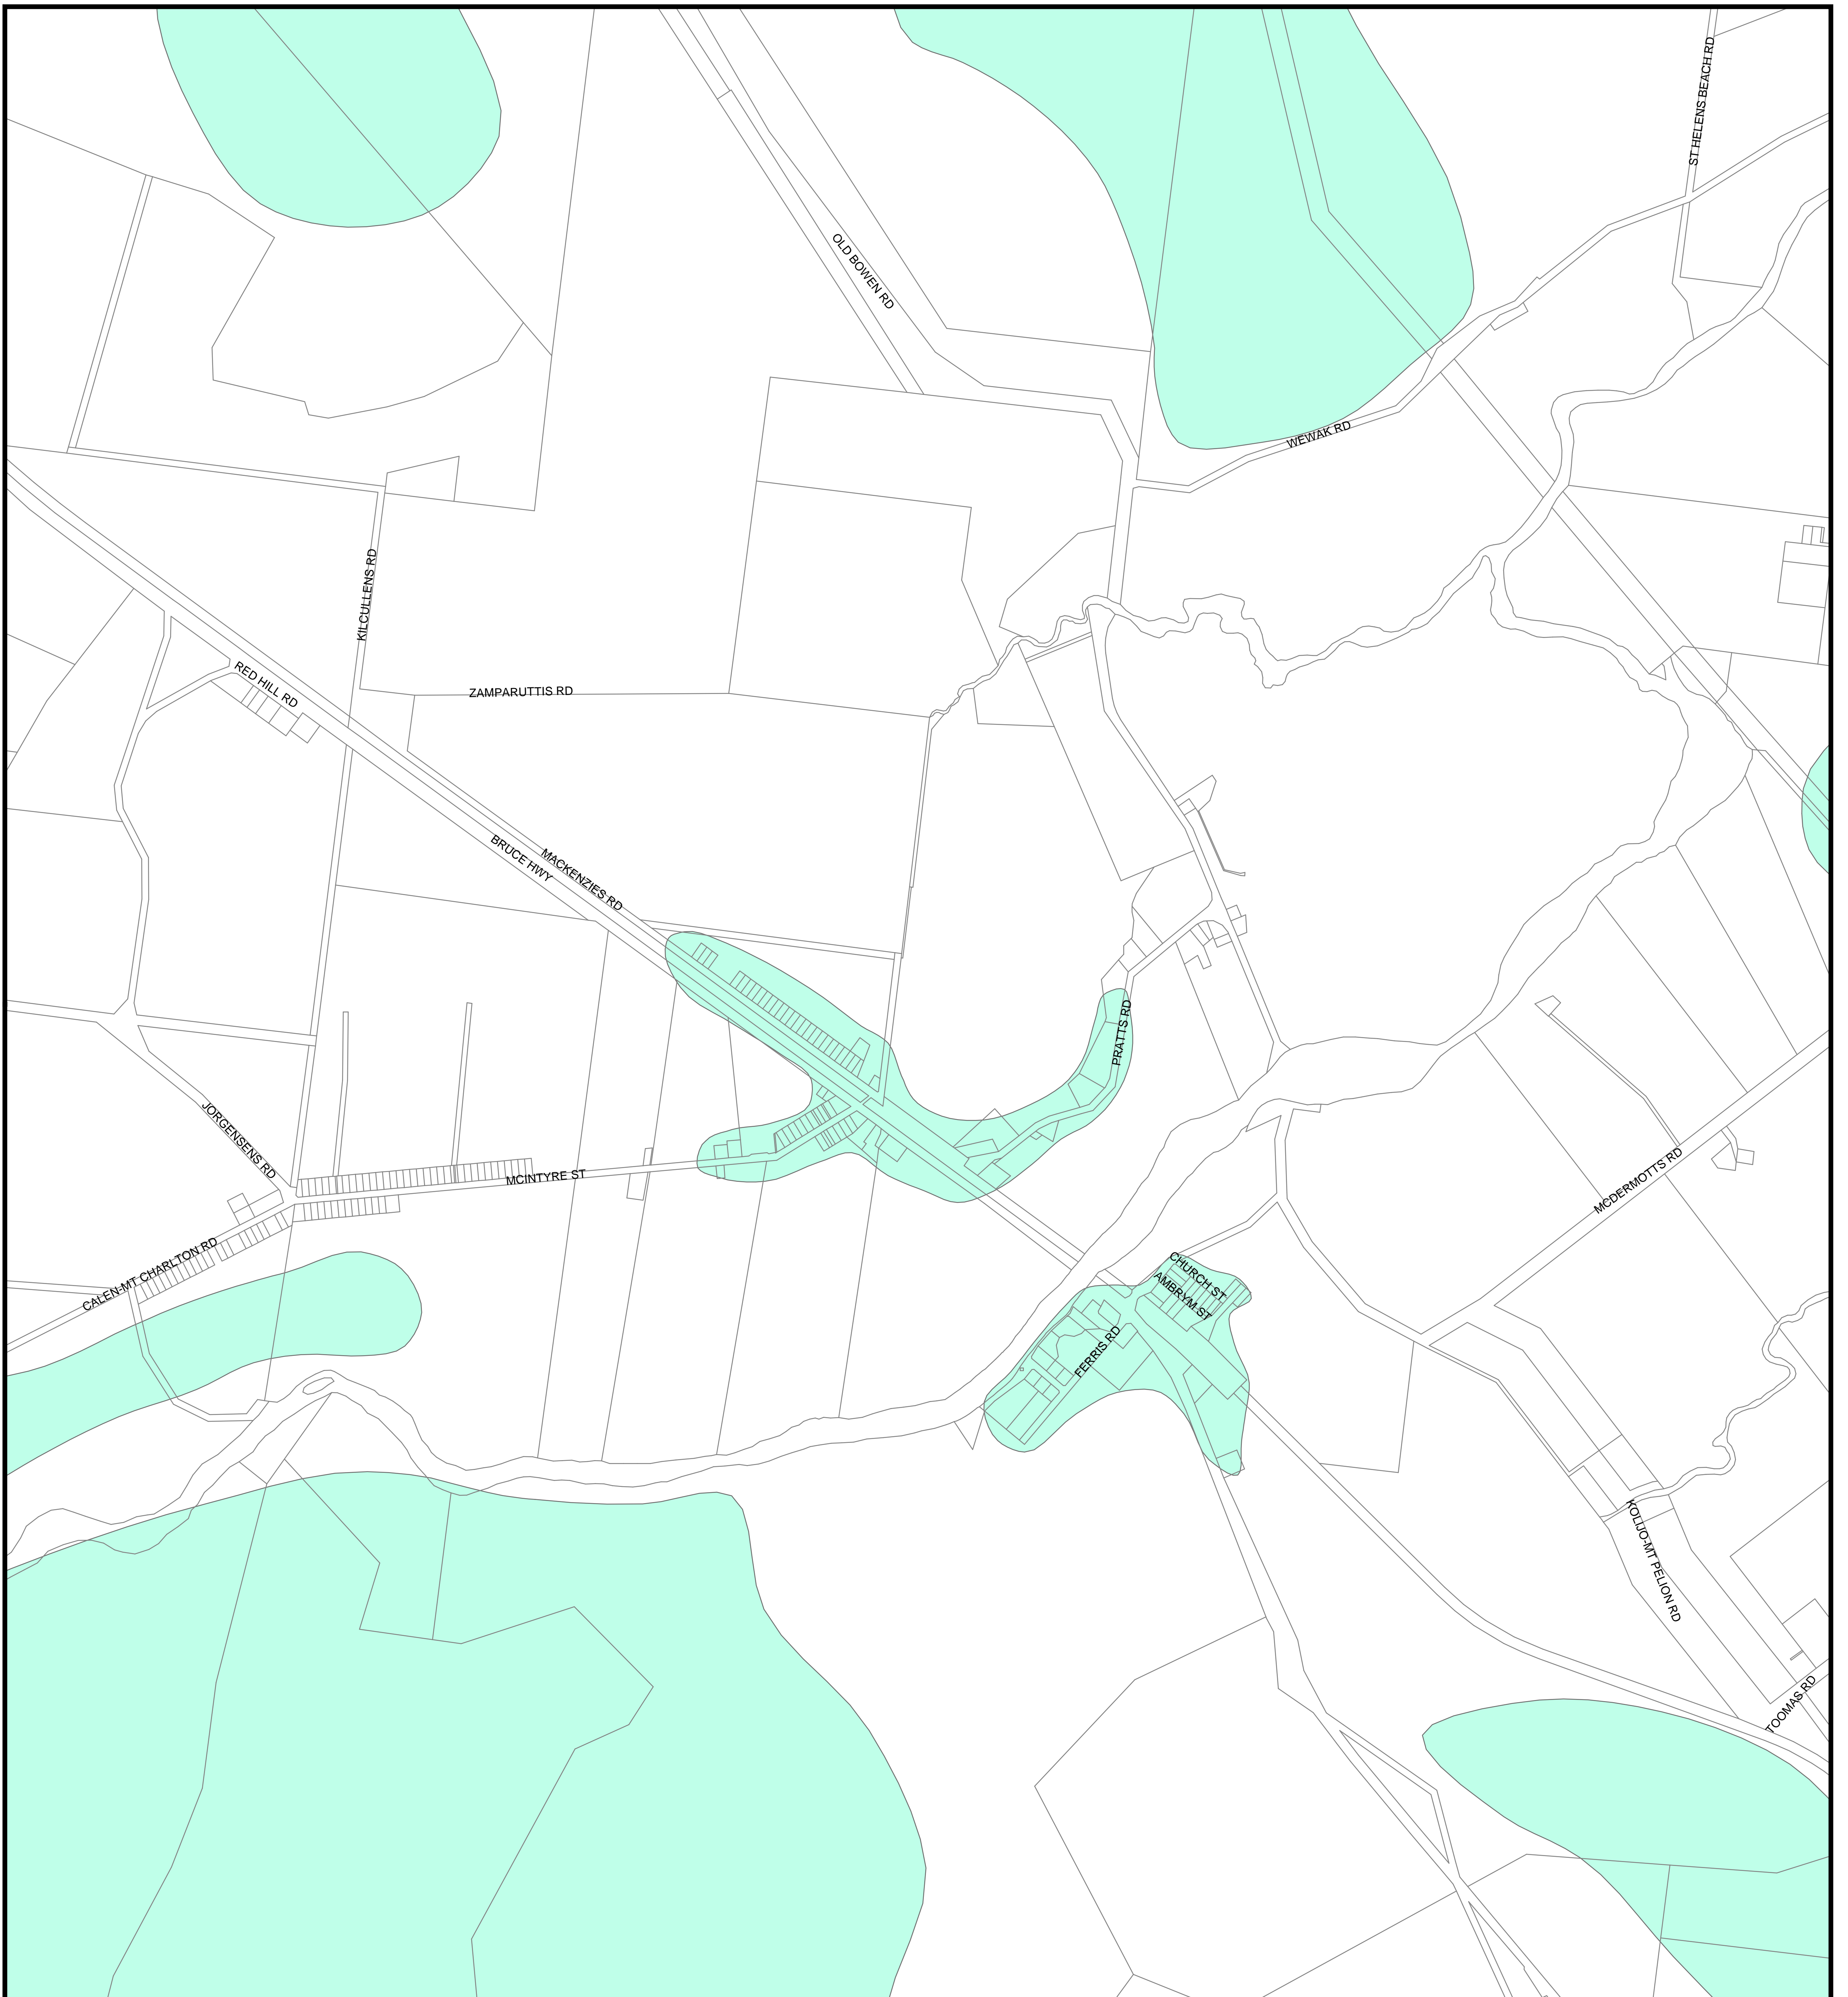 ST HELENS BEACH RD
OLD BOWEN RD
WEWAK RD
KILCULLENS RD
RED HILL RD
ZAMPARUTTIS RD
BRUCE HWY
MACKENZIES RD
PRATTS RD
JORGENSENS RD
MCINTYRE ST
MCDERMOTTS RD
CALEN-MT CHARLTON RD
CHURCH ST
AMBRYM ST
FERRIS RD
KOLIJO-MT PELION RD
TOOMAS RD